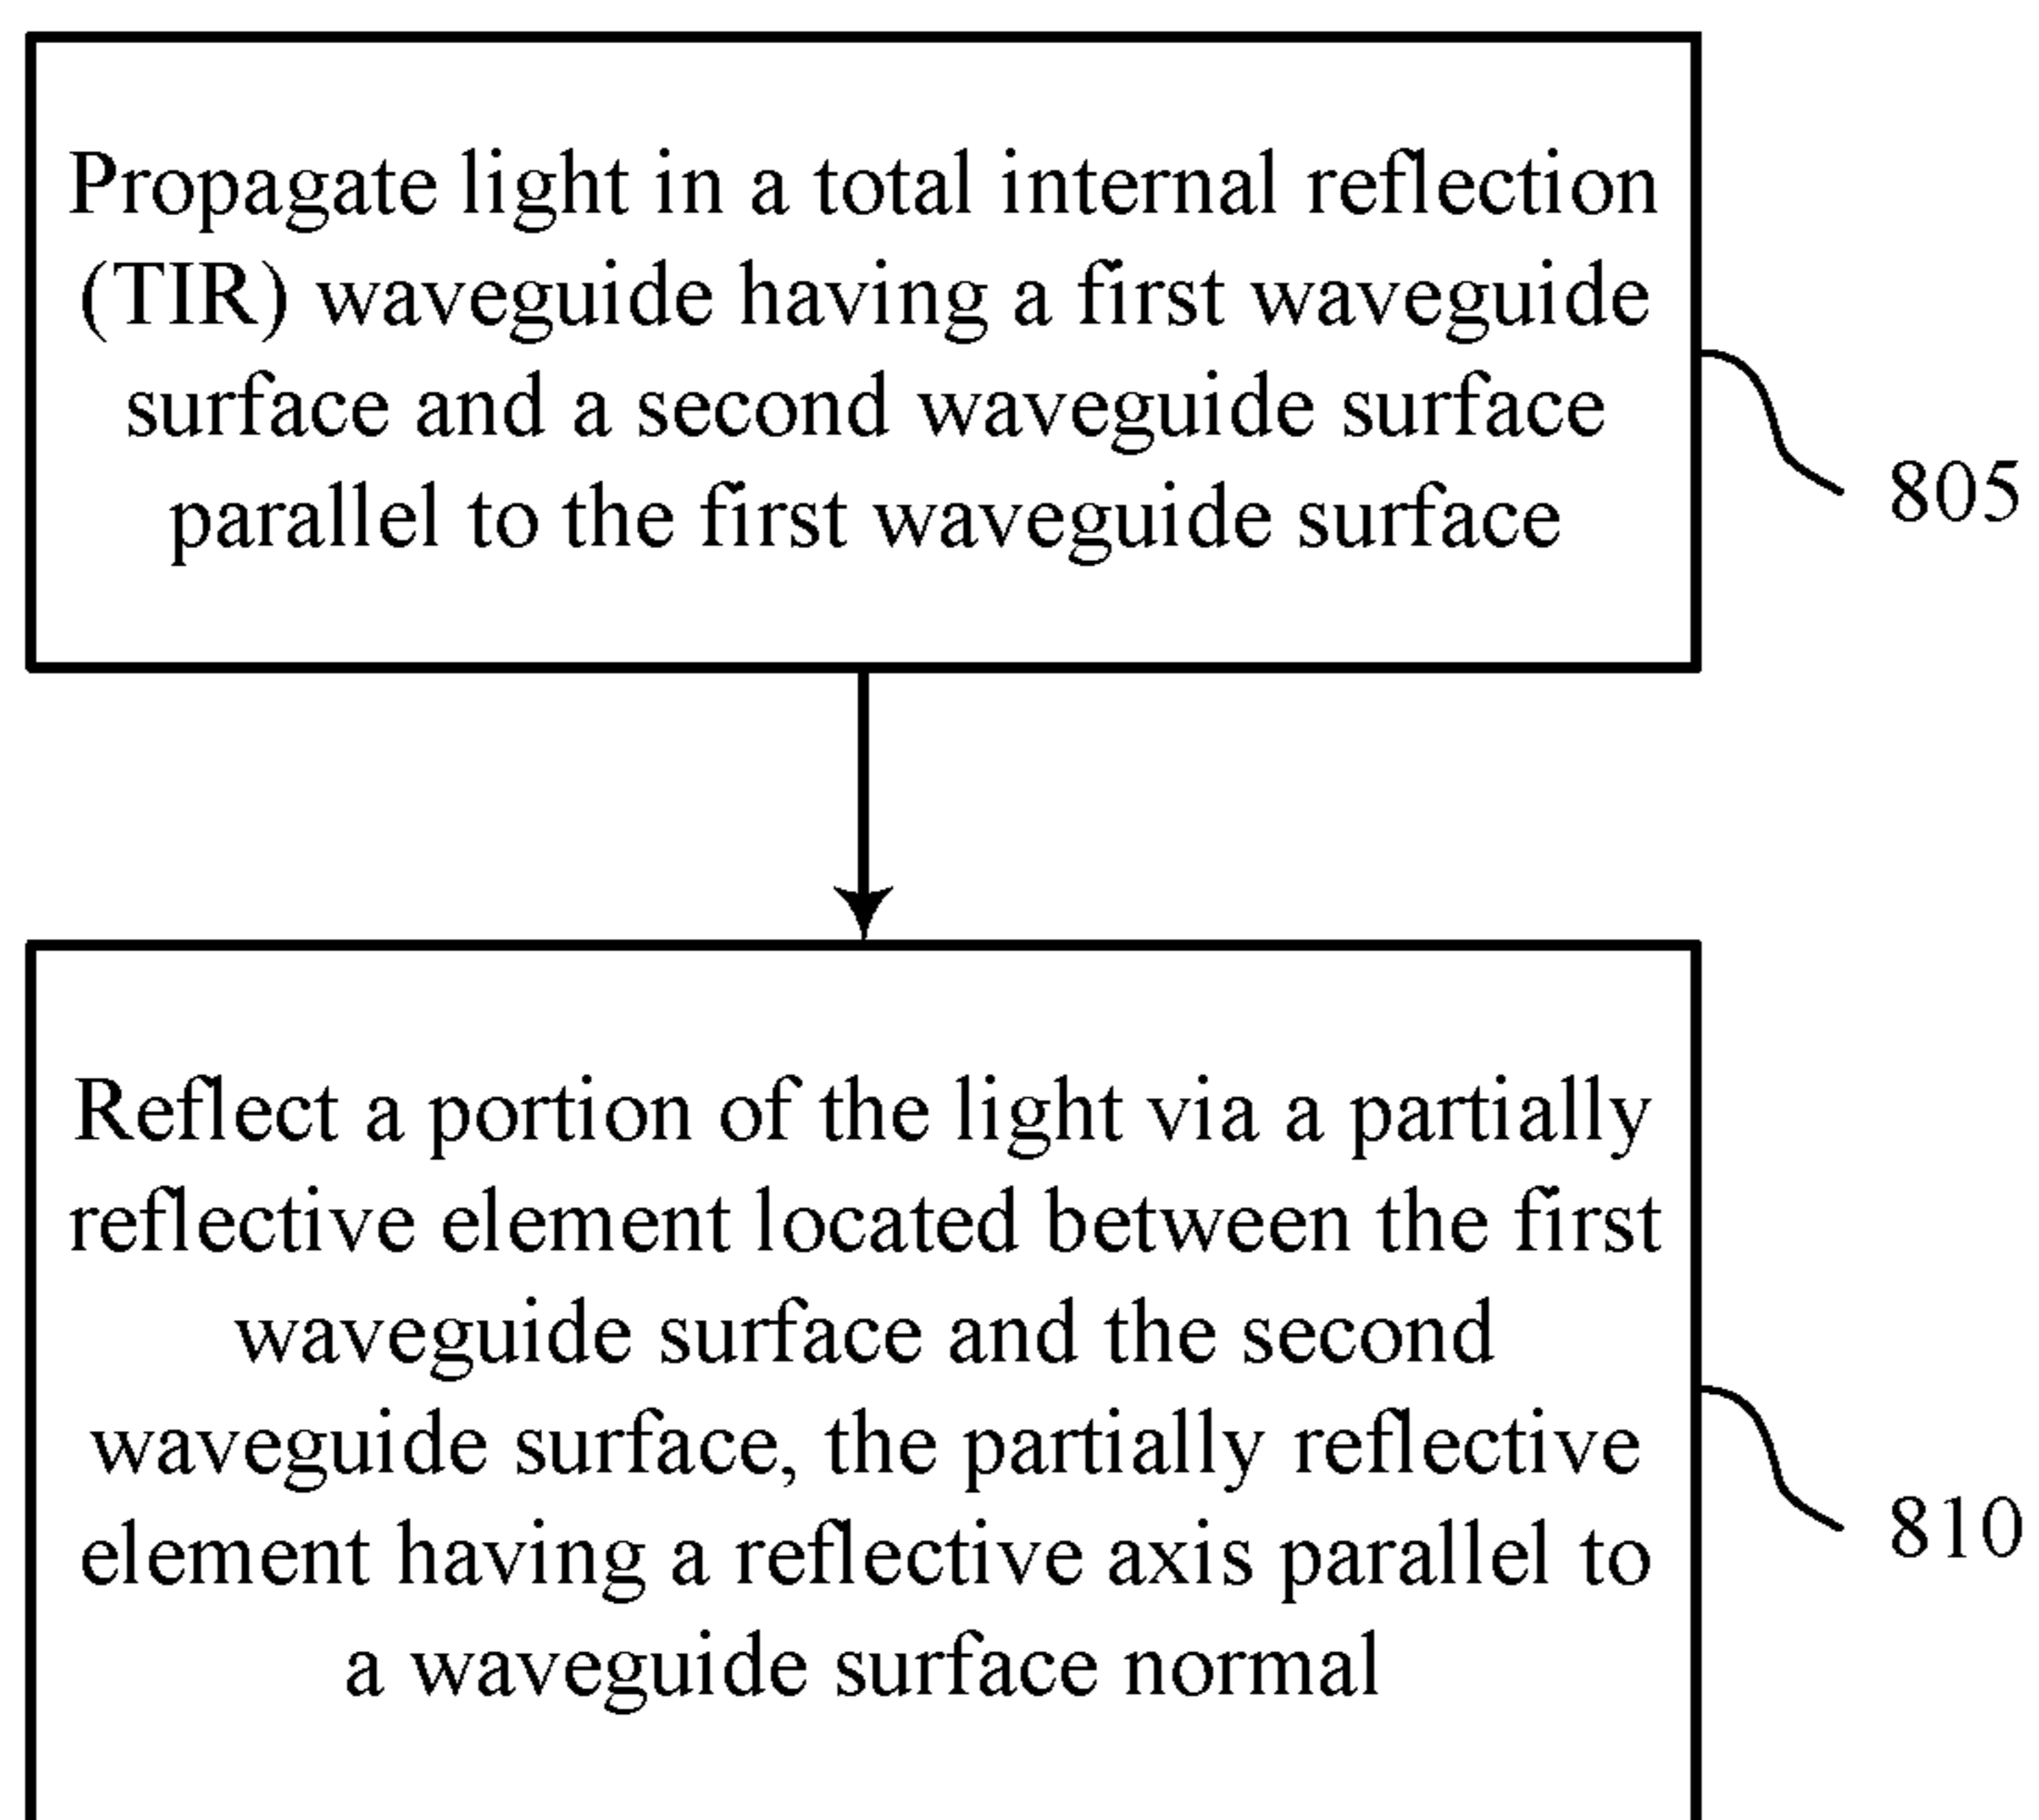 Propagate light in a total internal reflection
(TIR) waveguide having a first waveguide
surface and a second waveguide surface
parallel to the first waveguide surface
805
Reflect a portion of the light via a partially
reflective element located between the first
waveguide surface and the second
waveguide surface, the partially reflective
element having a reflective axis parallel to
a waveguide surface normal
810